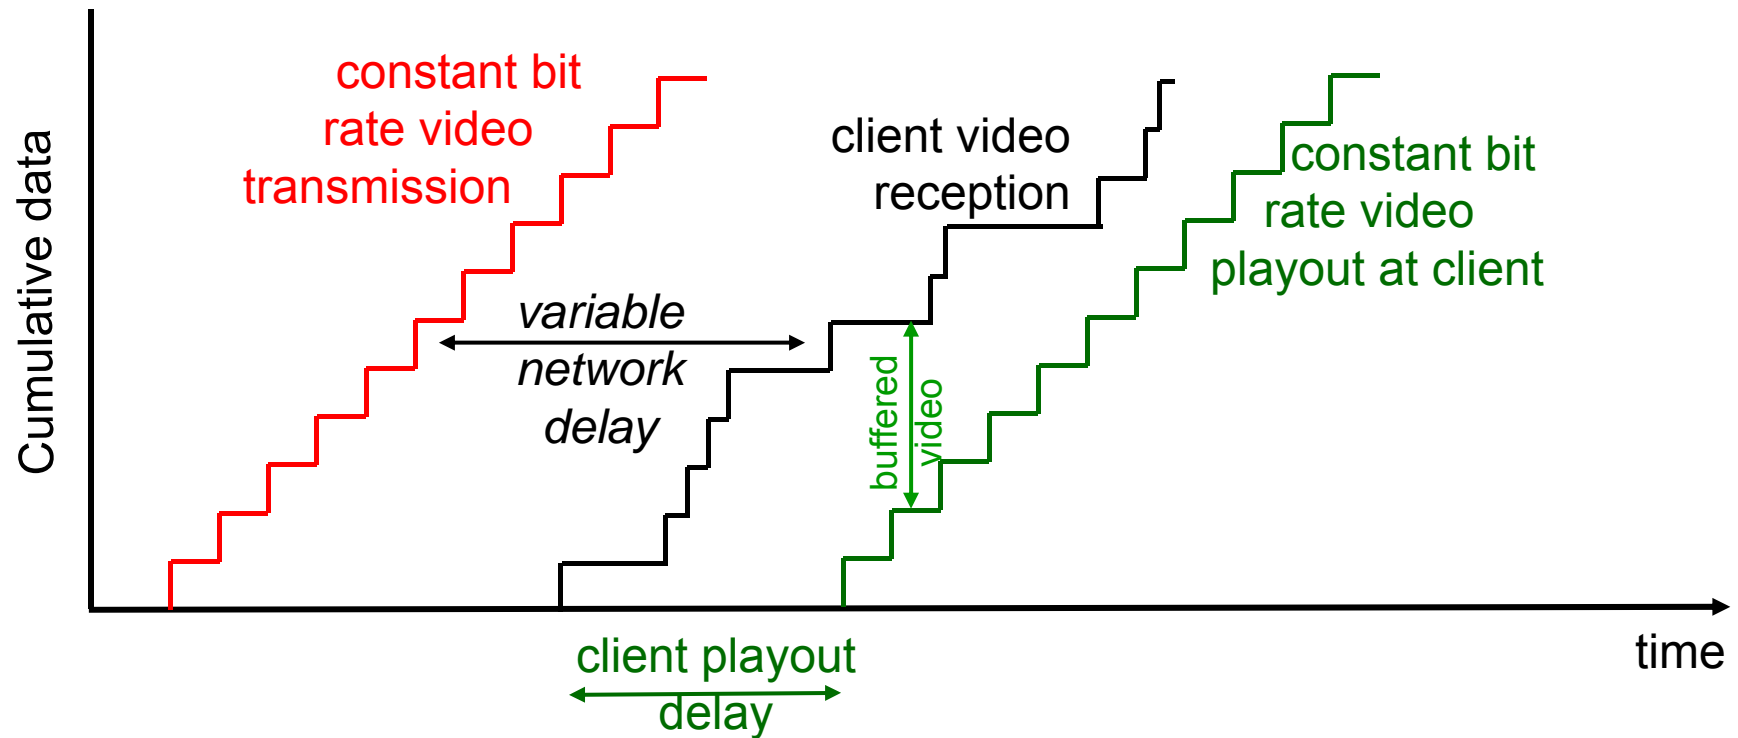 constant bit
rate video
transmission
client video
reception
constant bit
rate video
playout at client
Cumulative data
variable
network
delay
buffered
video
client playout
delay
time